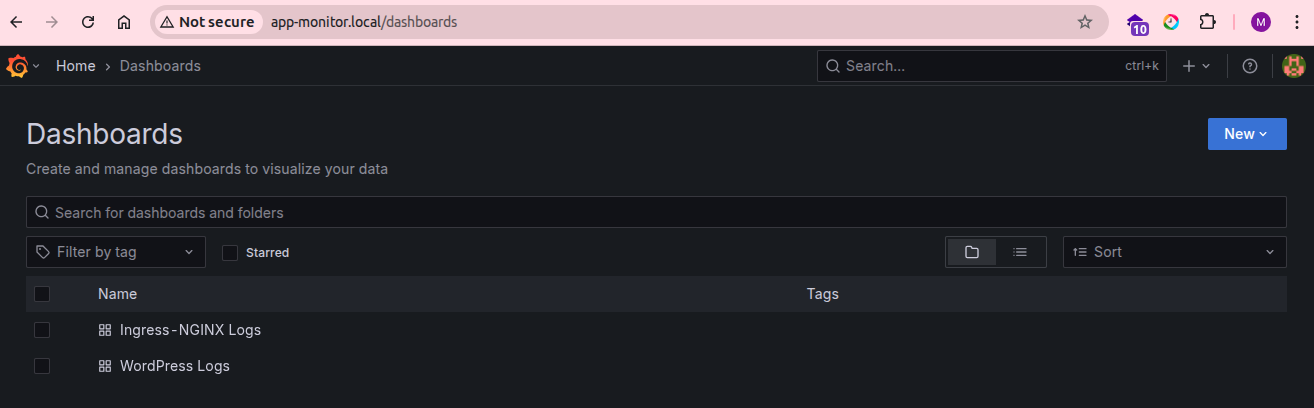 Not secure app-monitor.local/dashboards 10 M
Home › Dashboards Search... ctrl+k
Dashboards New
Create and manage dashboards to visualize your data
Search for dashboards and folders
Filter by tag Starred Sort
Name Tags
Ingress-NGINX Logs
WordPress Logs